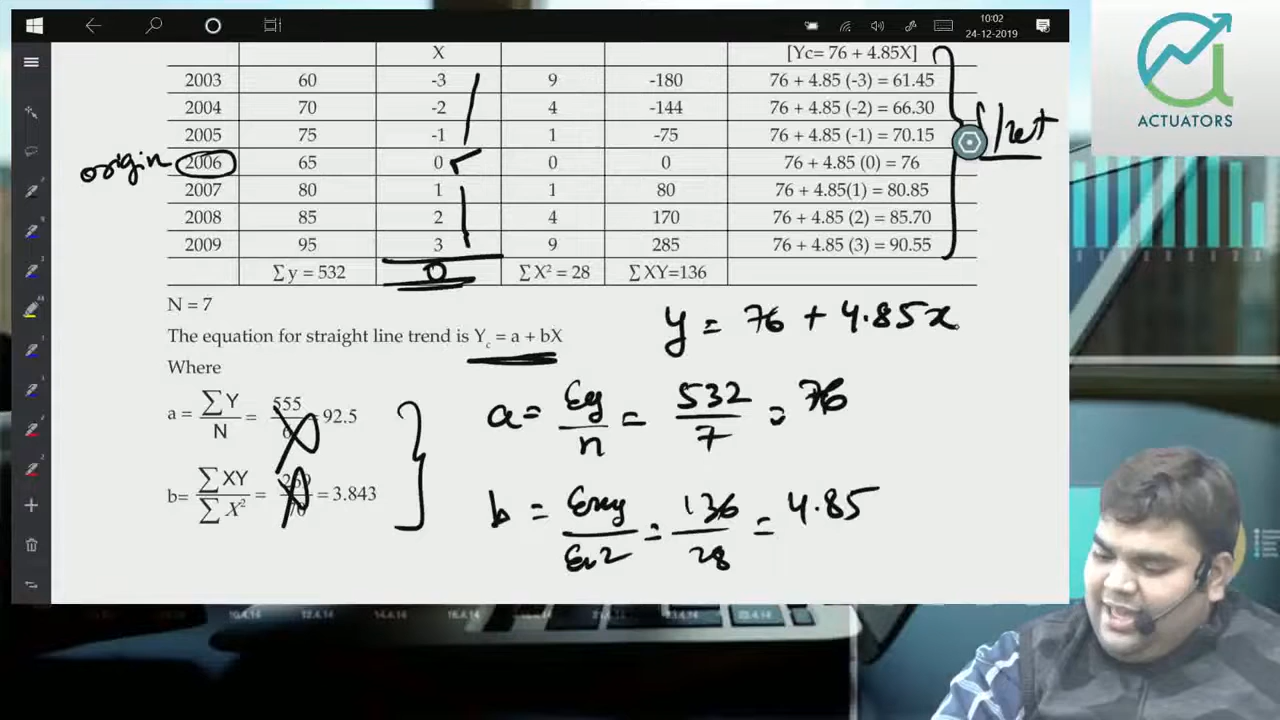 10:02
24-12-2019
X [Yc= 76 + 4.85X]
2003 60 -3 9 -180 76 + 4.85 (-3) = 61.45
2004 70 -2 4 -144 76 + 4.85 (-2) = 66.30
2005 75 -1 1 -75 76 + 4.85 (-1) = 70.15
origin 2006 65 0 0 0 76 + 4.85 (0) = 76
2007 80 1 1 80 76 + 4.85(1) = 80.85
2008 85 2 4 170 76 + 4.85 (2) = 85.70
2009 95 3 9 285 76 + 4.85 (3) = 90.55
∑ y = 532 0 ∑ X² = 28 ∑ XY=136
N = 7
The equation for straight line trend is Yc = a + bX
y = 76 + 4.85x
Where
a = ∑ Y / N = 555 / 6 = 92.5
a = Σy / n = 532 / 7 = 76
b= ∑ XY / ∑ X² = = 3.843
b = Σxy / Σx2 = 136 / 28 = 4.85
ACTUATORS